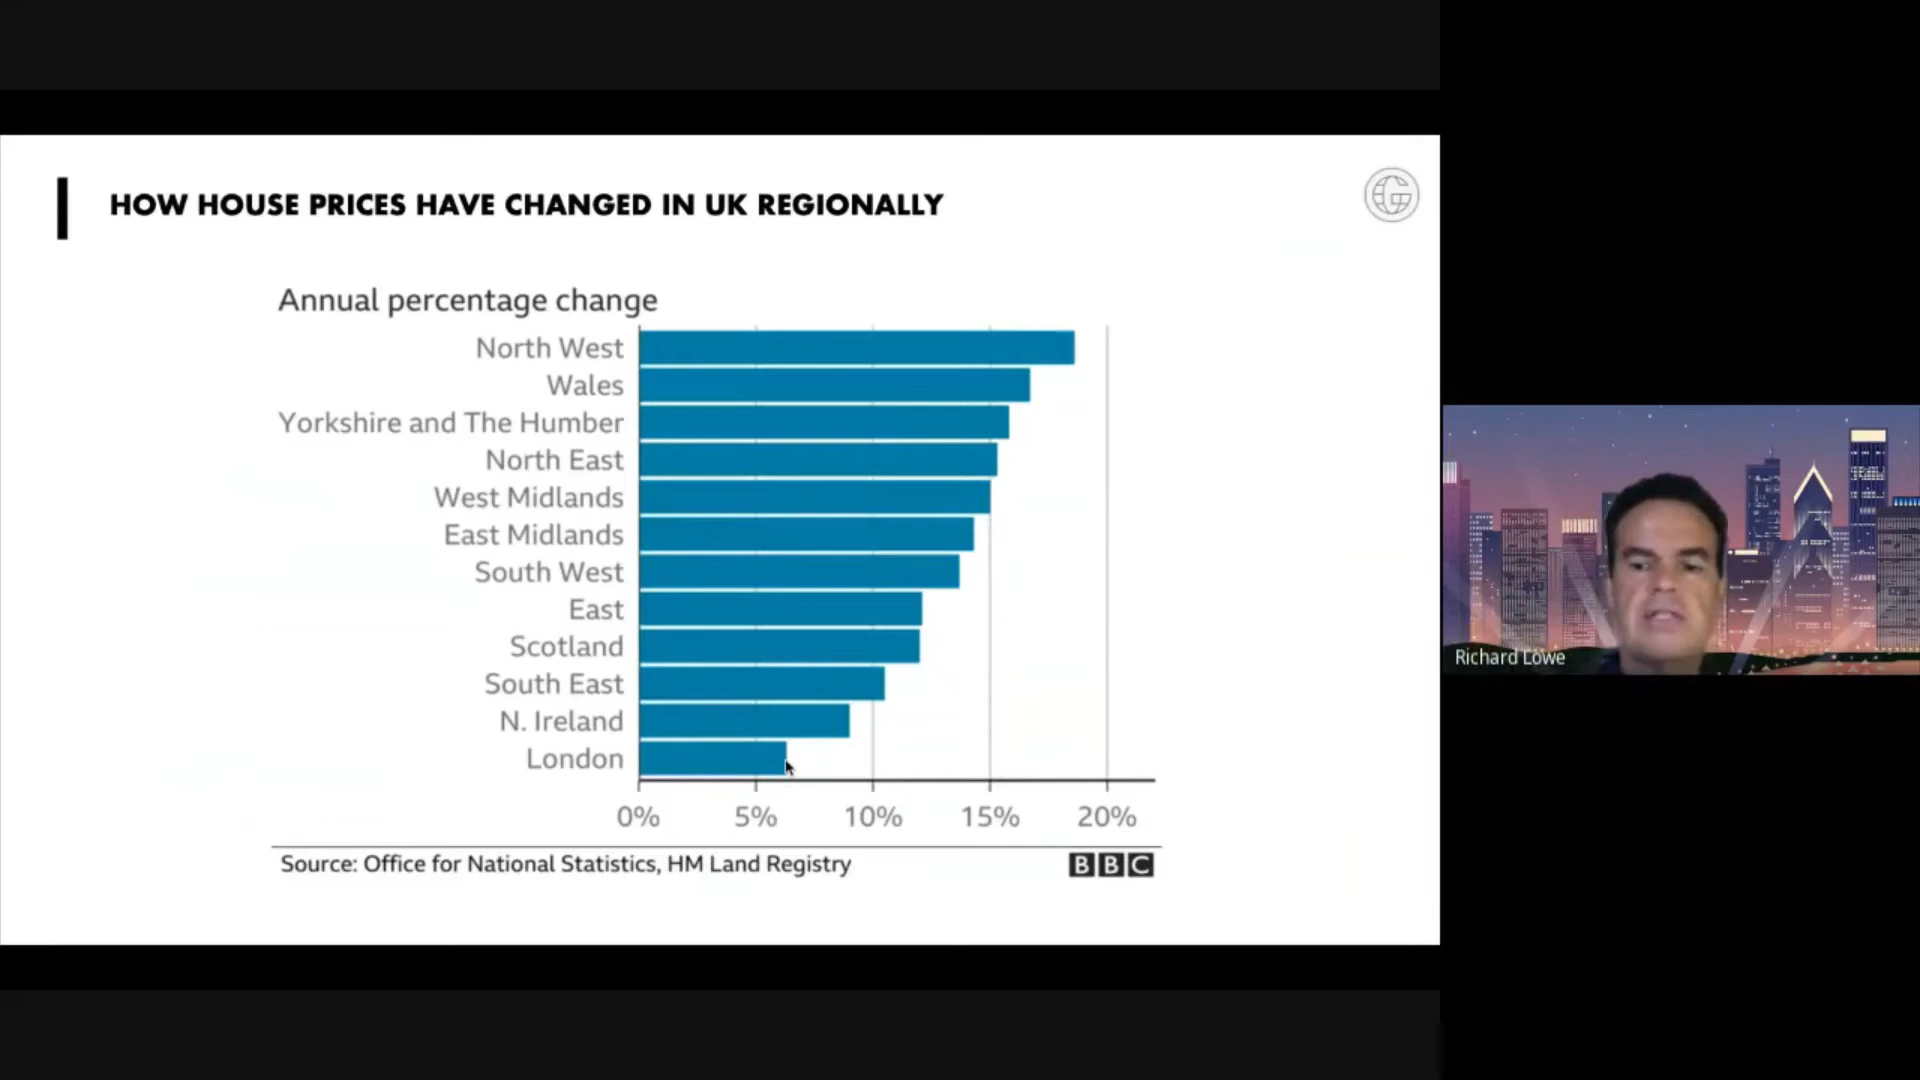 HOW HOUSE PRICES HAVE CHANGED IN UK REGIONALLY
Annual percentage change
North West
Wales
Yorkshire and The Humber
North East
West Midlands
East Midlands
South West
East
Scotland
South East
N. Ireland
London
0% 5% 10% 15% 20%
Source: Office for National Statistics, HM Land Registry
BBC
Richard Lowe